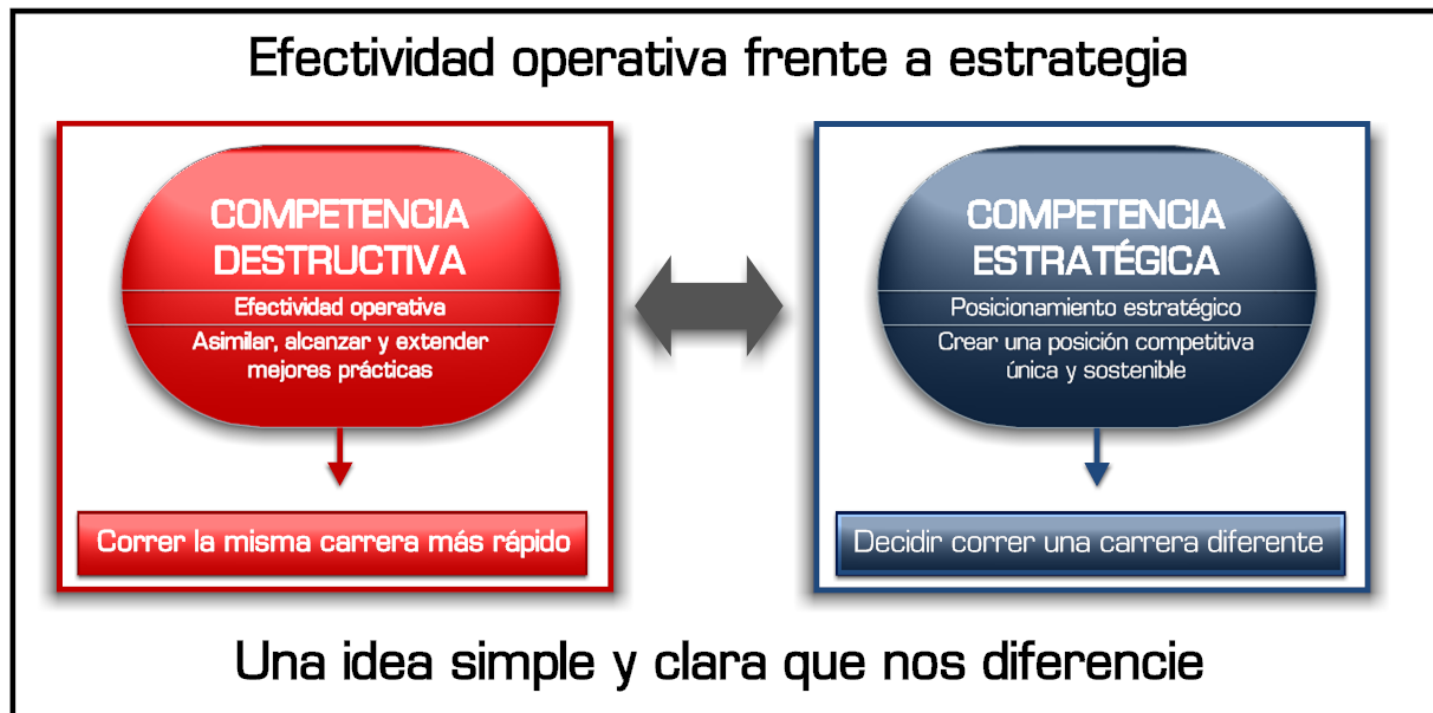 Efectividad operativa frente a estrategia
COMPETENCIA
DESTRUCTIVA
Efectividad operativa
Asimilar, alcanzar y extender
mejores prácticas
Correr la misma carrera más rápido
COMPETENCIA
ESTRATÉGICA
Posicionamiento estratégico
Crear una posición competitiva
única y sostenible
Decidir correr una carrera diferente
Una idea simple y clara que nos diferencie